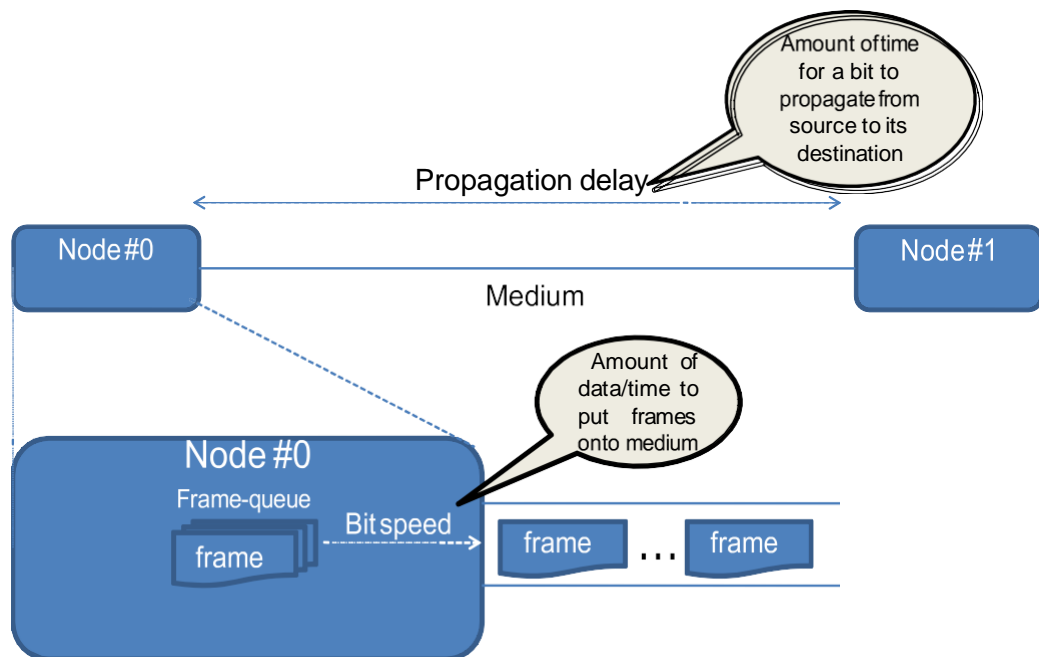 Amount of time
for a bit to
propagate from
source to its
destination
Propagation delay
Node #0
Node #1
Medium
Amount of
data/time to
put frames
onto medium
Node #0
Frame-queue
Bit speed
frame
frame
...
frame